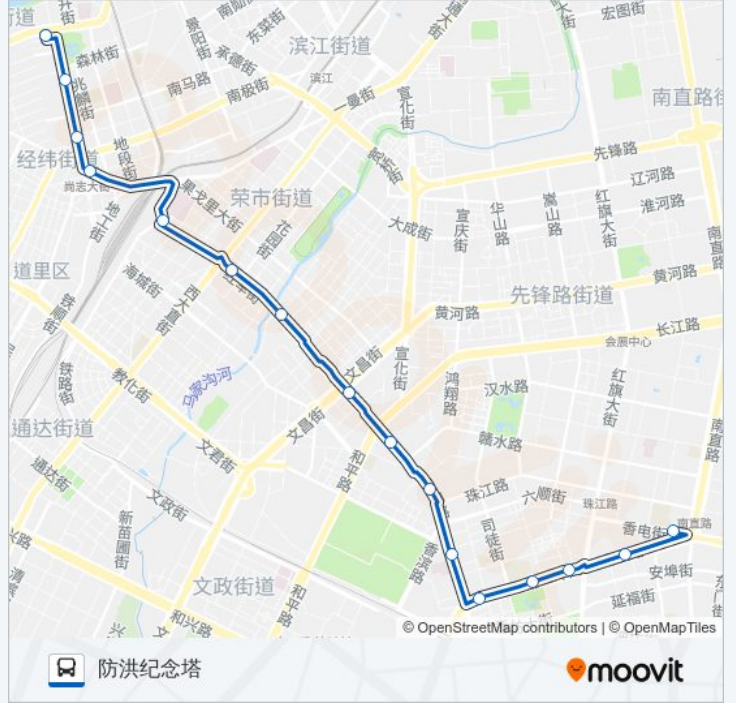 街道
森林街
兆麟街
景阳街
东菜街
承德街
南马路
南极街
滨江街道
滨江
一曼街
宣化街
宏图街
南直路街
先锋路
经纬街道
地段街
尚志大街
地工街
果戈里大街
荣市街道
花园街
大成街
宣庆街
华山路
嵩山路
红旗大街
辽河路
淮河路
南直路
道里区
海城街
西大直街
铁顺街
黄河路
先锋路街道
黄河路
长江路
会展中心
文昌街
宣化街
鸿翔路
汉水路
红旗大街
铁路街
教化街
马家沟河
文昌街
赣水路
南直路
通达街道
文君街
和平路
通达街
文政街
珠江路
六顺街
珠江路
新苗圃街
司徒街
香电街
南直路
香滨路
安埠街
文政街道
延福街
和平路
和兴路
© OpenStreetMap contributors | © OpenMapTiles
防洪纪念塔
moovit